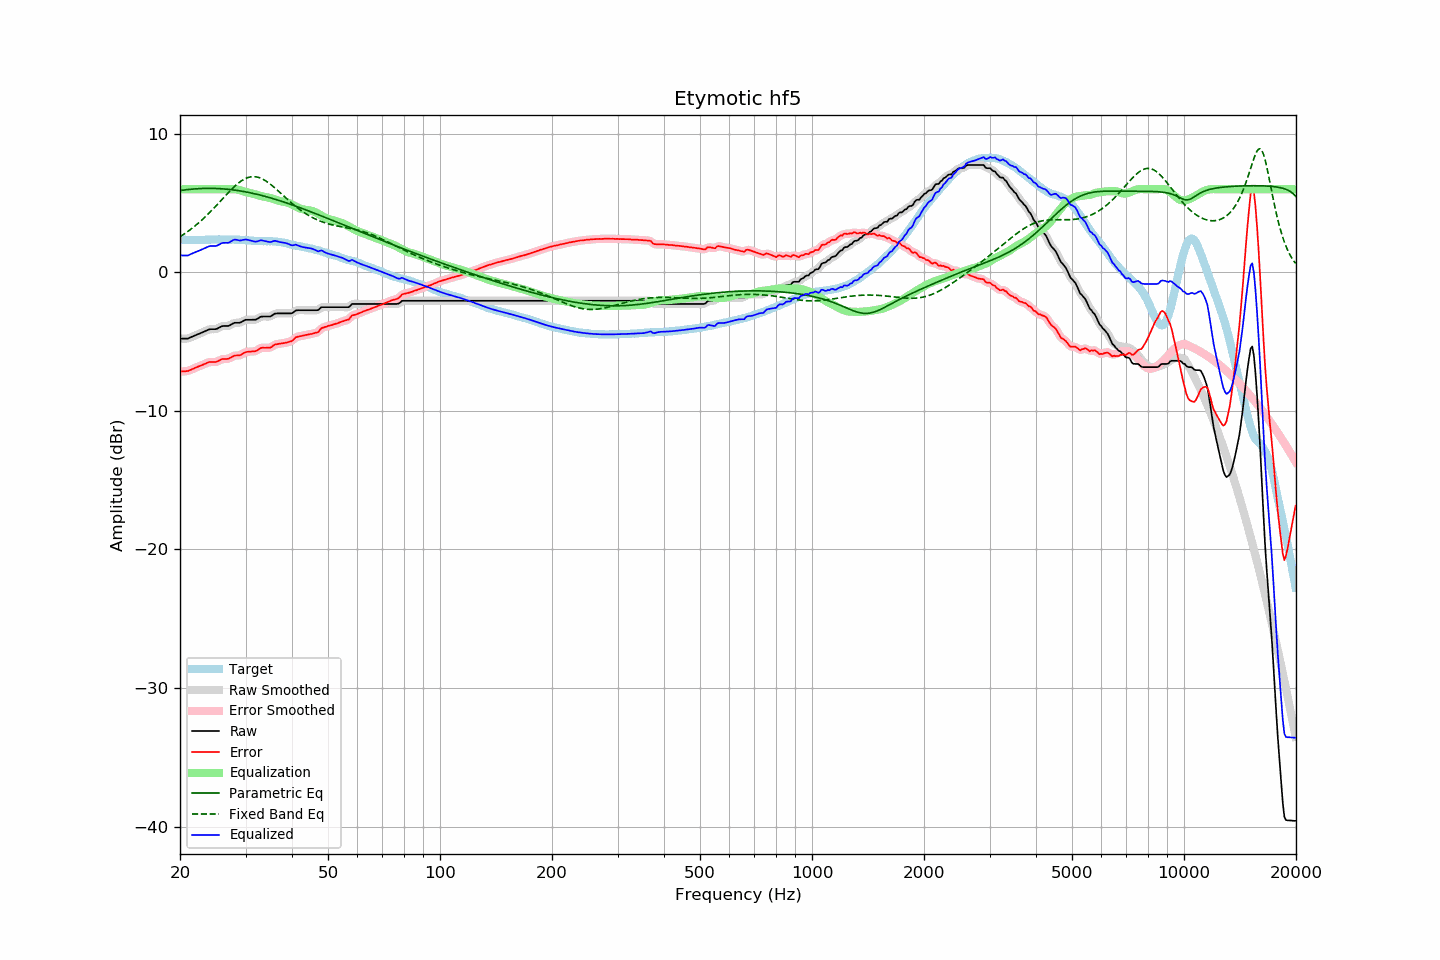 Etymotic hf5
10
0
−10
−20
−30
−40
Amplitude (dBr)
Target
Raw Smoothed
Error Smoothed
Raw
Error
Equalization
Parametric Eq
Fixed Band Eq
Equalized
20 50 100 200 500 1000 2000 5000 10000 20000
Frequency (Hz)